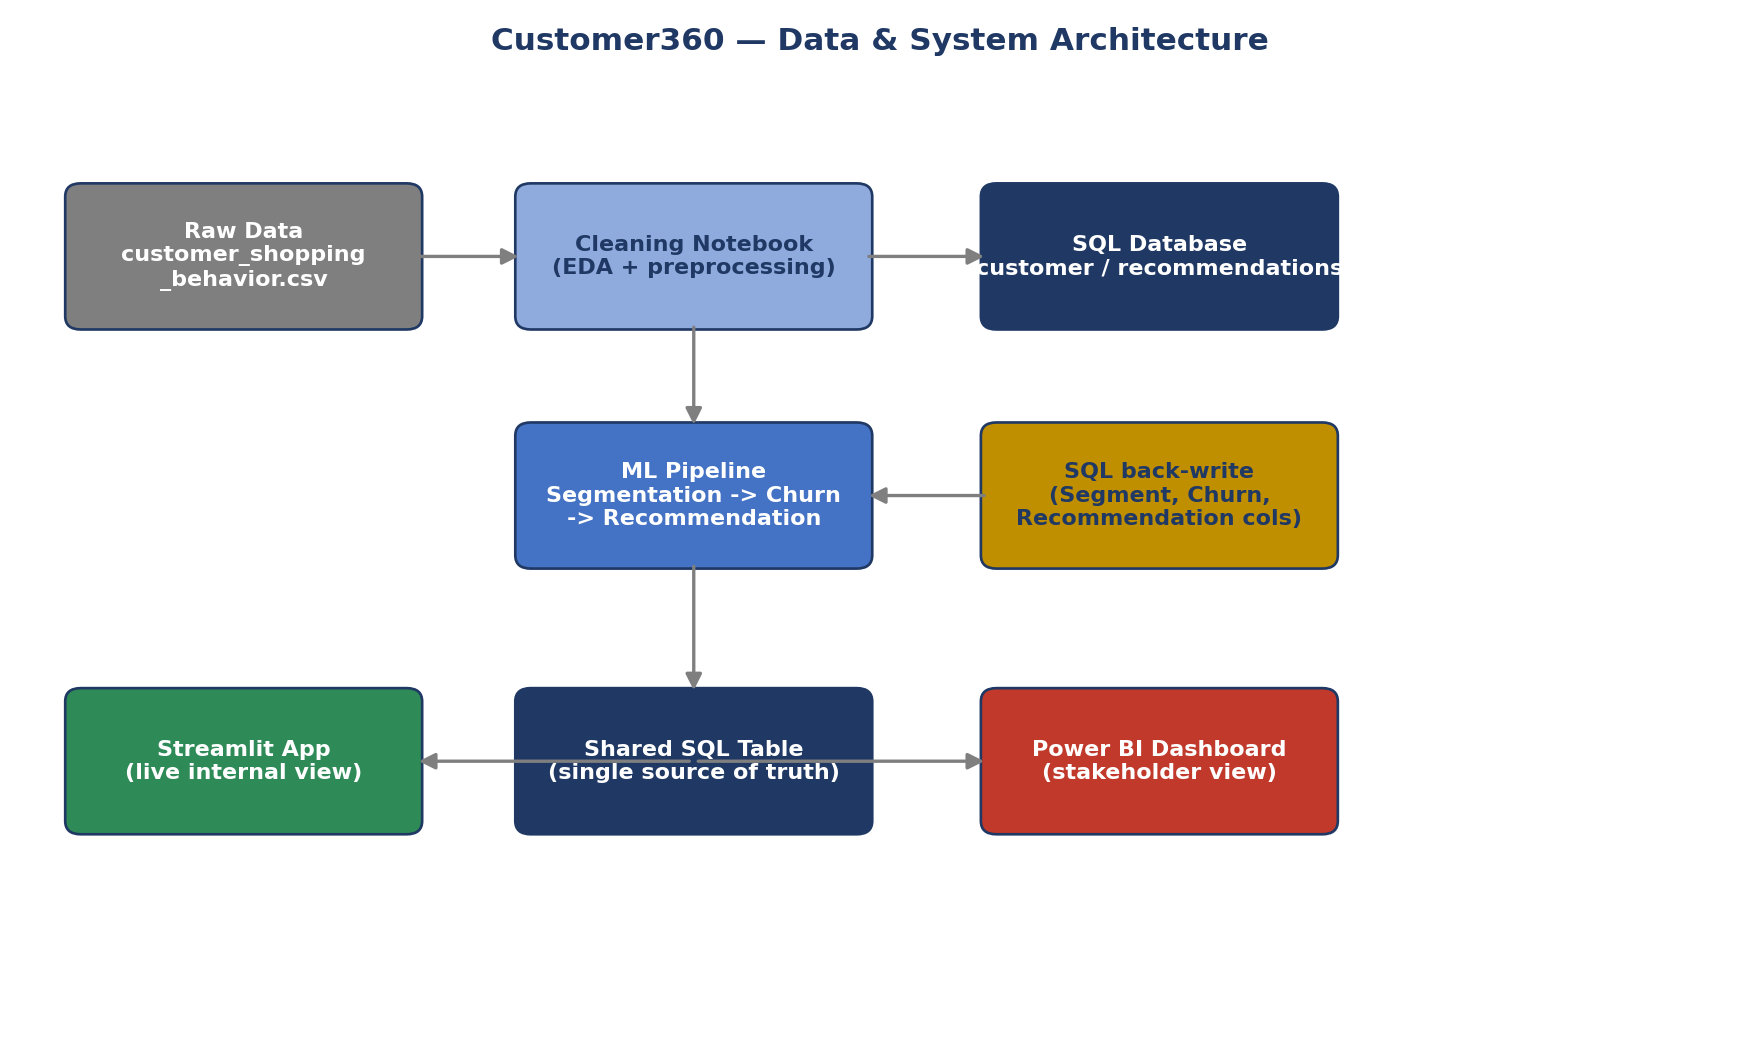 Customer360 — Data & System Architecture
Raw Data
customer_shopping
_behavior.csv
Cleaning Notebook
(EDA + preprocessing)
SQL Database
customer / recommendations
ML Pipeline
Segmentation -> Churn
-> Recommendation
SQL back-write
(Segment, Churn,
Recommendation cols)
Streamlit App
(live internal view)
Shared SQL Table
(single source of truth)
Power BI Dashboard
(stakeholder view)